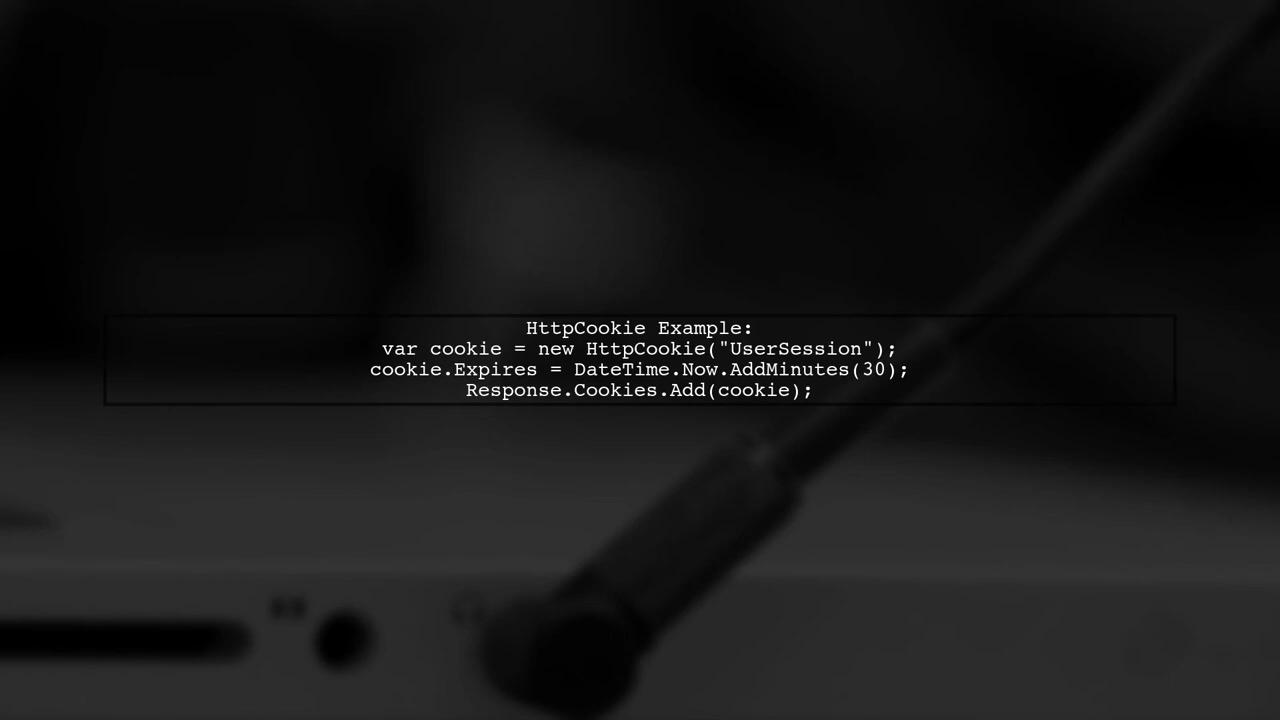 HttpCookie Example:
var cookie = new HttpCookie("UserSession");
cookie.Expires = DateTime.Now.AddMinutes(30);
Response.Cookies.Add(cookie);